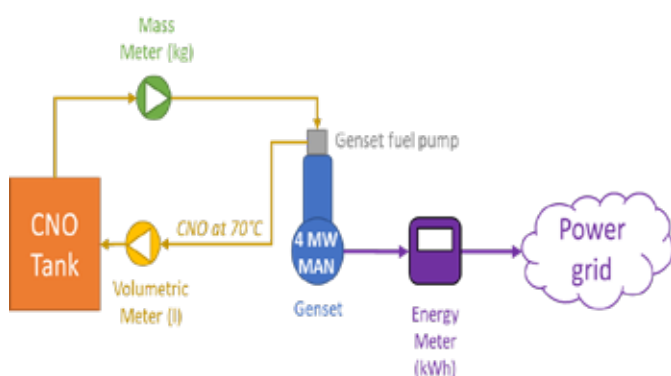 Mass
Meter (kg)
Genset fuel pump
CNO
Tank
CNO at 70°C
4 MW
MAN
Power
grid
Volumetric
Meter (l)
Genset
Energy
Meter
(kWh)